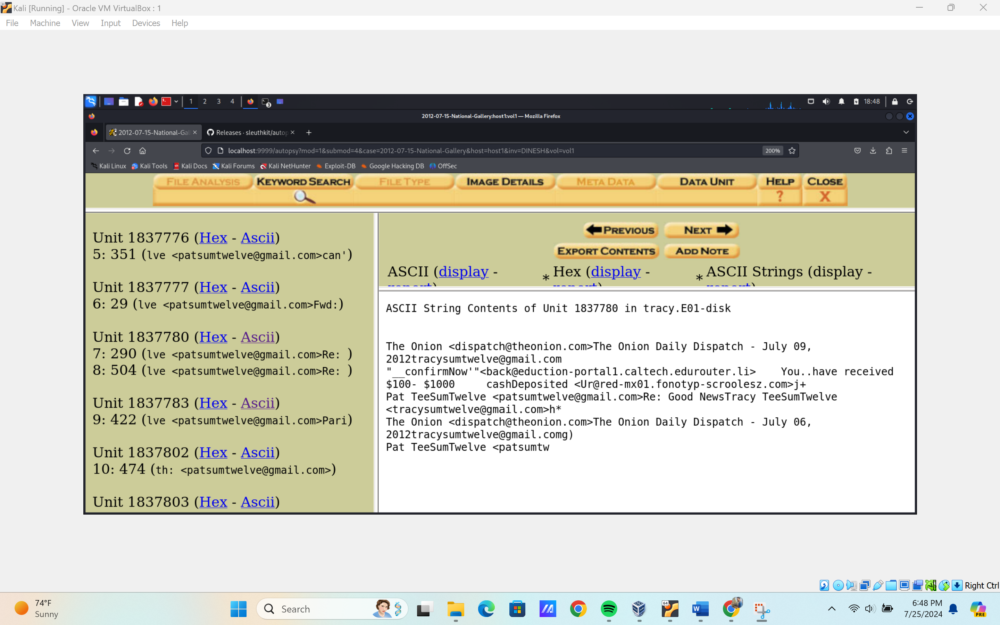 Kali [Running] - Oracle VM VirtualBox : 1
File Machine View Input Devices Help
1 2 3 4 3 18:48
2012-07-15-National-Gallery:host1:vol1 — Mozilla Firefox
2012-07-15-National-Gal Releases · sleuthkit/autop
localhost:9999/autopsy?mod=1&submod=4&case=2012-07-15-National-Gallery&host=host1&inv=DINESH&vol=vol1 200%
Kali Linux Kali Tools Kali Docs Kali Forums Kali NetHunter Exploit-DB Google Hacking DB OffSec
FILE ANALYSIS KEYWORD SEARCH FILE TYPE IMAGE DETAILS META DATA DATA UNIT HELP CLOSE
? X
Unit 1837776 (Hex - Ascii)
5: 351 (lve <patsumtwelve@gmail.com>can')
Unit 1837777 (Hex - Ascii)
6: 29 (lve <patsumtwelve@gmail.com>Fwd:)
Unit 1837780 (Hex - Ascii)
7: 290 (lve <patsumtwelve@gmail.com>Re: )
8: 504 (lve <patsumtwelve@gmail.com>Re: )
Unit 1837783 (Hex - Ascii)
9: 422 (lve <patsumtwelve@gmail.com>Pari)
Unit 1837802 (Hex - Ascii)
10: 474 (th: <patsumtwelve@gmail.com>)
Unit 1837803 (Hex - Ascii)
PREVIOUS NEXT
EXPORT CONTENTS ADD NOTE
ASCII (display - * Hex (display - * ASCII Strings (display -
report) report) report)
ASCII String Contents of Unit 1837780 in tracy.E01-disk
The Onion <dispatch@theonion.com>The Onion Daily Dispatch - July 09,
2012tracysumtwelve@gmail.com
"__confirmNow'"<back@eduction-portal1.caltech.edurouter.li> You..have received
$100- $1000 cashDeposited <Ur@red-mx01.fonotyp-scroolesz.com>j+
Pat TeeSumTwelve <patsumtwelve@gmail.com>Re: Good NewsTracy TeeSumTwelve
<tracysumtwelve@gmail.com>h*
The Onion <dispatch@theonion.com>The Onion Daily Dispatch - July 06,
2012tracysumtwelve@gmail.comg)
Pat TeeSumTwelve <patsumtw
Right Ctrl
74°F
Sunny
Search
64
W
6:48 PM
7/25/2024
PRE